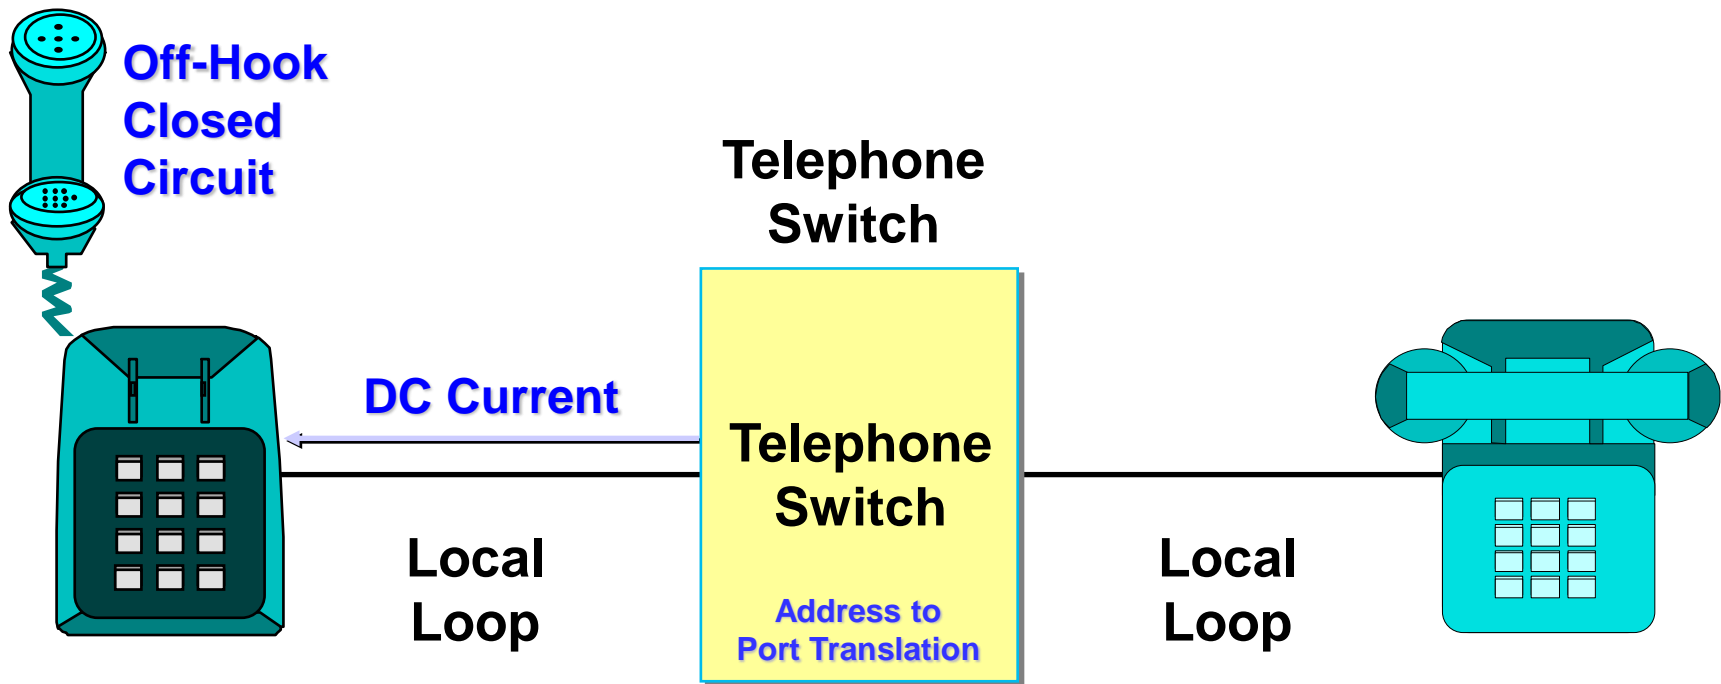 Off-Hook
Closed
Circuit
Telephone
Switch
DC Current
Telephone
Switch
Local
Loop
Address to
Port Translation
Local
Loop